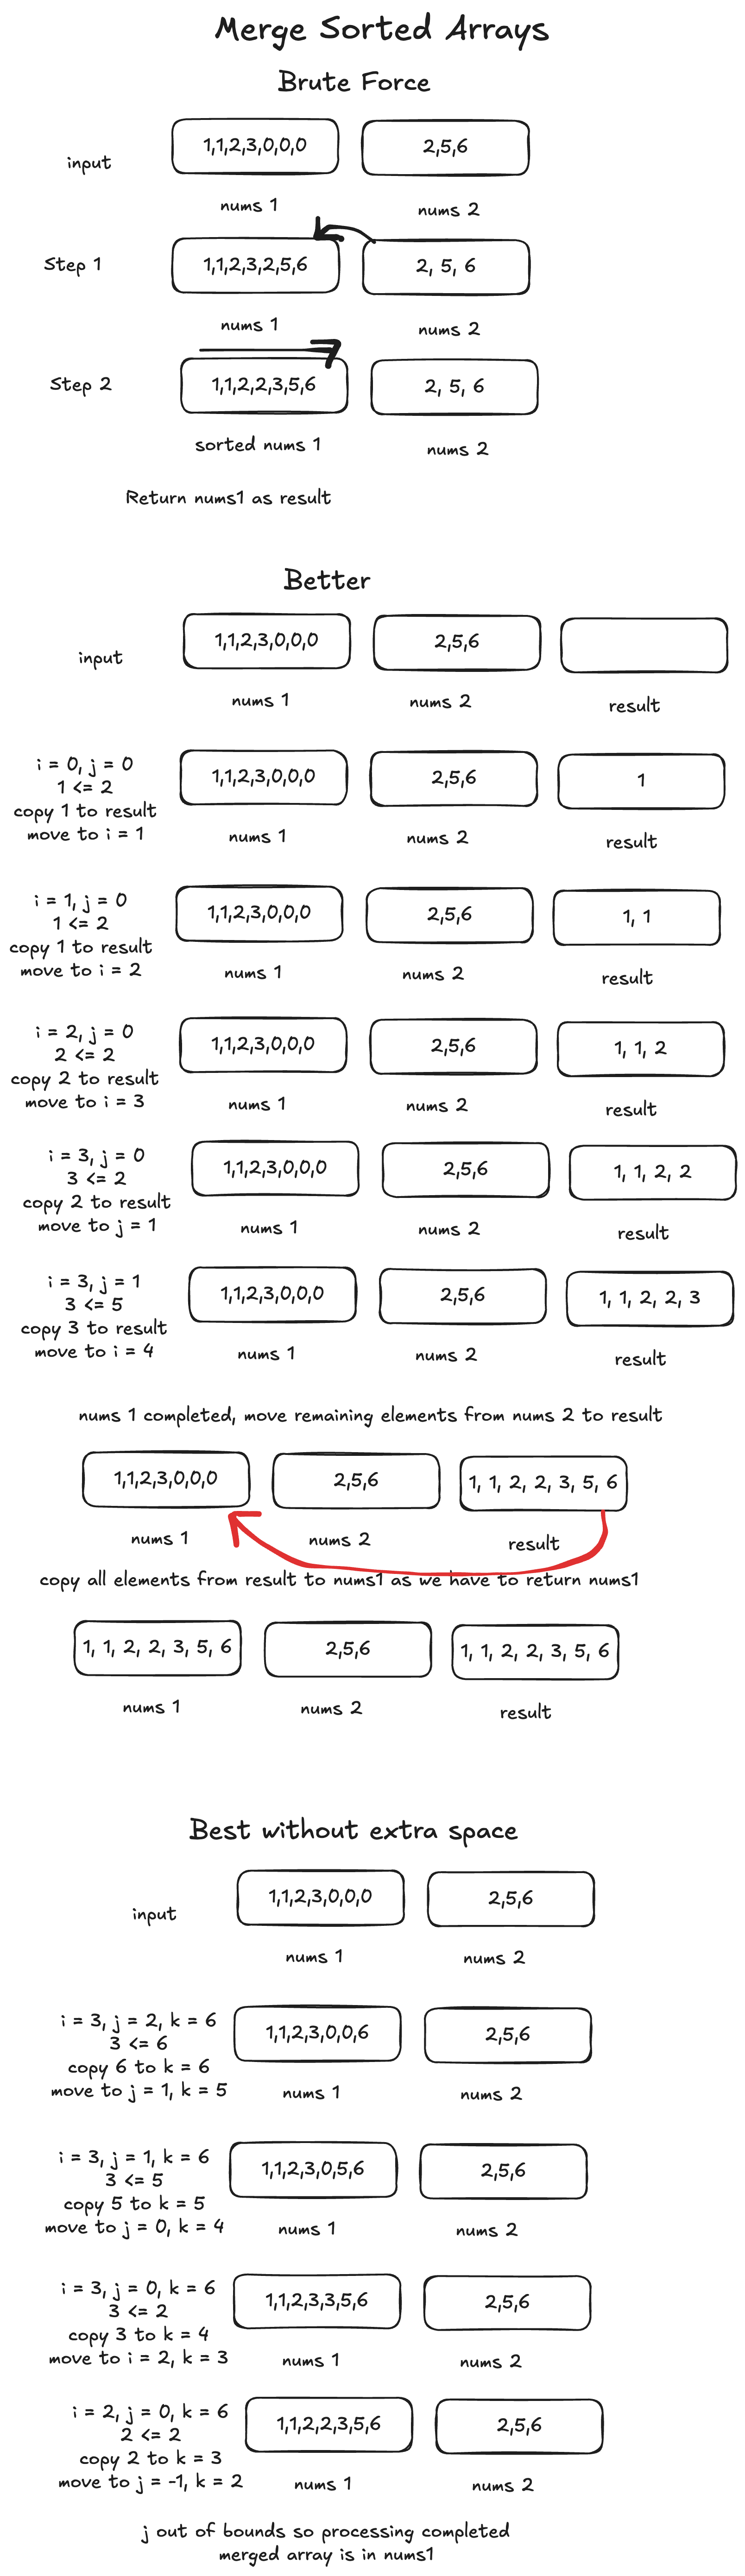 Merge Sorted Arrays
Brute Force
input
1,1,2,3,0,0,0
2,5,6
nums 1
nums 2
Step 1
1,1,2,3,2,5,6
2, 5, 6
nums 1
nums 2
Step 2
1,1,2,2,3,5,6
2, 5, 6
sorted nums 1
nums 2
Return nums1 as result
Better
input
1,1,2,3,0,0,0
2,5,6
nums 1
nums 2
result
i = 0, j = 0
1 <= 2
copy 1 to result
move to i = 1
1,1,2,3,0,0,0
2,5,6
1
nums 1
nums 2
result
i = 1, j = 0
1 <= 2
copy 1 to result
move to i = 2
1,1,2,3,0,0,0
2,5,6
1, 1
nums 1
nums 2
result
i = 2, j = 0
2 <= 2
copy 2 to result
move to i = 3
1,1,2,3,0,0,0
2,5,6
1, 1, 2
nums 1
nums 2
result
i = 3, j = 0
3 <= 2
copy 2 to result
move to j = 1
1,1,2,3,0,0,0
2,5,6
1, 1, 2, 2
nums 1
nums 2
result
i = 3, j = 1
3 <= 5
copy 3 to result
move to i = 4
1,1,2,3,0,0,0
2,5,6
1, 1, 2, 2, 3
nums 1
nums 2
result
nums 1 completed, move remaining elements from nums 2 to result
1,1,2,3,0,0,0
2,5,6
1, 1, 2, 2, 3, 5, 6
nums 1
nums 2
result
copy all elements from result to nums1 as we have to return nums1
1, 1, 2, 2, 3, 5, 6
2,5,6
1, 1, 2, 2, 3, 5, 6
nums 1
nums 2
result
Best without extra space
input
1,1,2,3,0,0,0
2,5,6
nums 1
nums 2
i = 3, j = 2, k = 6
3 <= 6
copy 6 to k = 6
move to j = 1, k = 5
1,1,2,3,0,0,6
2,5,6
nums 1
nums 2
i = 3, j = 1, k = 6
3 <= 5
copy 5 to k = 5
move to j = 0, k = 4
1,1,2,3,0,5,6
2,5,6
nums 1
nums 2
i = 3, j = 0, k = 6
3 <= 2
copy 3 to k = 4
move to i = 2, k = 3
1,1,2,3,3,5,6
2,5,6
nums 1
nums 2
i = 2, j = 0, k = 6
2 <= 2
copy 2 to k = 3
move to j = -1, k = 2
1,1,2,2,3,5,6
2,5,6
nums 1
nums 2
j out of bounds so processing completed
merged array is in nums1